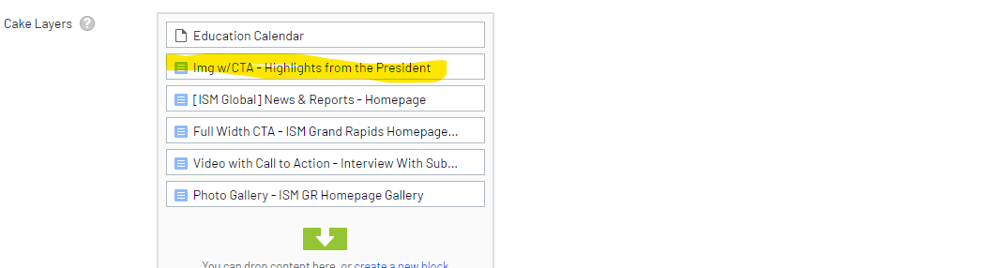 Cake Layers ?
Education Calendar
Img w/CTA - Highlights from the President
[ISM Global] News & Reports - Homepage
Full Width CTA - ISM Grand Rapids Homepage...
Video with Call to Action - Interview With Sub...
Photo Gallery - ISM GR Homepage Gallery
You can drop content here, or create a new block